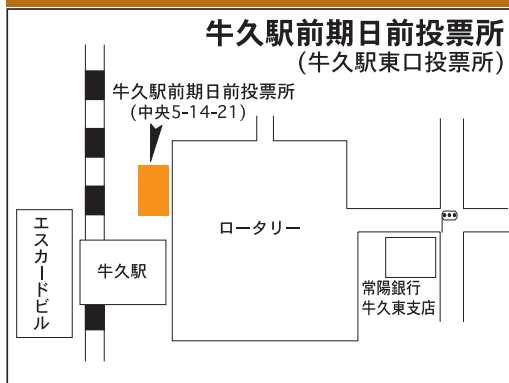 牛久駅前期日前投票所
(牛久駅東口投票所)
牛久駅前期日前投票所
(中央5-14-21)
ロータリー
エスカードビル
牛久駅
常陽銀行
牛久東支店